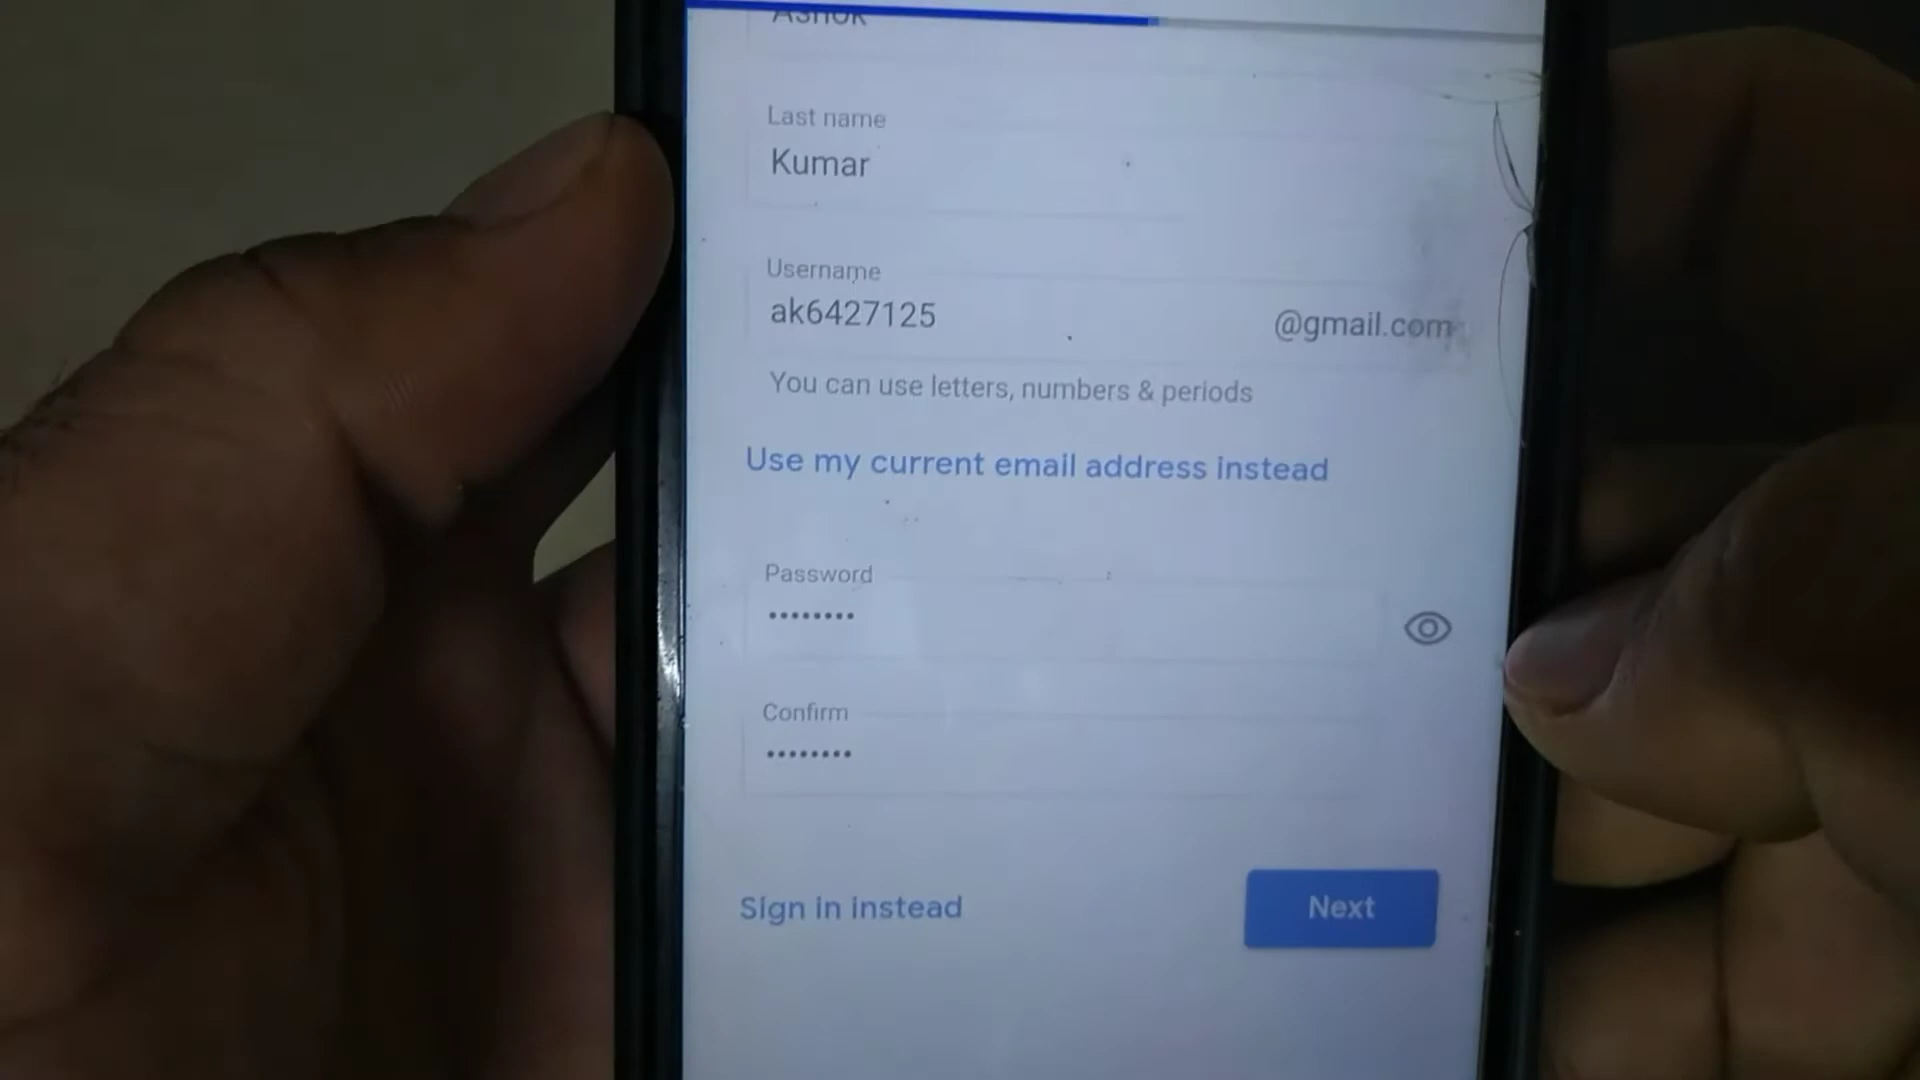 Ashok
Last name
Kumar
Username
ak6427125
@gmail.com
You can use letters, numbers & periods
Use my current email address instead
Password
••••••••
Confirm
••••••••
Sign in instead
Next